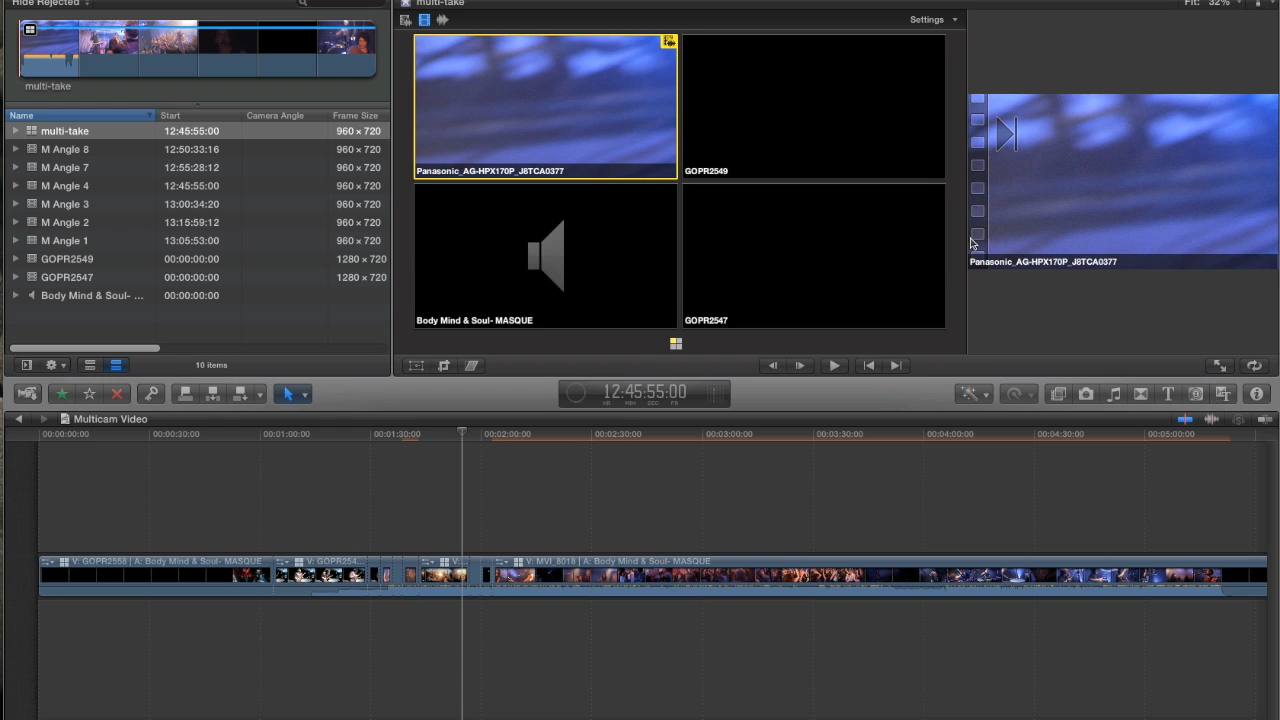 Hide Rejected
multi-take
Name Start Camera Angle Frame Size
multi-take 12:45:55:00 960 × 720
M Angle 8 12:50:33:16 960 × 720
M Angle 7 12:55:28:12 960 × 720
M Angle 4 12:45:55:00 960 × 720
M Angle 3 13:00:34:20 960 × 720
M Angle 2 13:15:59:12 960 × 720
M Angle 1 13:05:53:00 960 × 720
GOPR2549 00:00:00:00 1280 × 720
GOPR2547 00:00:00:00 1280 × 720
Body Mind & Soul- ... 00:00:00:00
10 items
multi-take
Fit: 32%
Settings
Panasonic_AG-HPX170P_J8TCA0377
GOPR2549
Body Mind & Soul- MASQUE
GOPR2547
Panasonic_AG-HPX170P_J8TCA0377
12:45:55:00
HR MIN SEC FR
Multicam Video
00:00:00:00 00:00:30:00 00:01:00:00 00:01:30:00 00:02:00:00 00:02:30:00 00:03:00:00 00:03:30:00 00:04:00:00 00:04:30:00 00:05:00:00
V: GOPR2558 | A: Body Mind & Soul- MASQUE V: GOPR254... V:... V: MVI_8018 | A: Body Mind & Soul- MASQUE